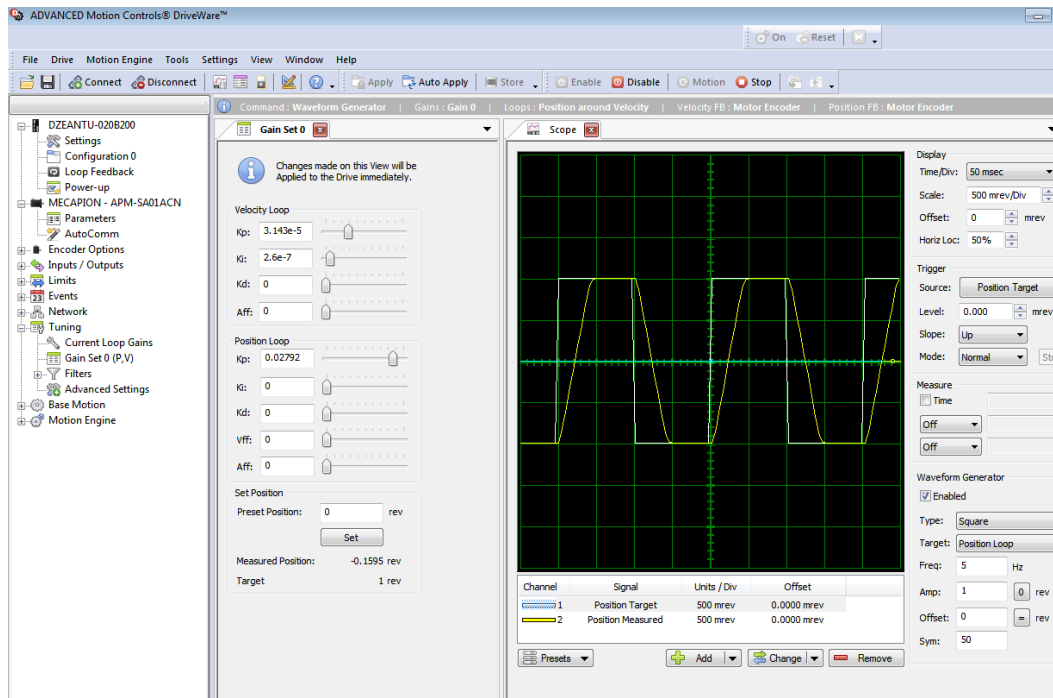 ADVANCED Motion Controls® DriveWare™
On Reset
File Drive Motion Engine Tools Settings View Window Help
Connect Disconnect Apply Auto Apply Store Enable Disable Motion Stop
Command : Waveform Generator | Gains : Gain 0 | Loops : Position around Velocity | Velocity FB : Motor Encoder | Position FB : Motor Encoder
DZEANTU-020B200
Settings
Configuration 0
Loop Feedback
Power-up
MECAPION - APM-SA01ACN
Parameters
AutoComm
Encoder Options
Inputs / Outputs
Limits
23 Events
Network
Tuning
Current Loop Gains
Gain Set 0 (P,V)
Filters
Advanced Settings
Base Motion
Motion Engine
Gain Set 0
Changes made on this View will be
Applied to the Drive immediately.
Velocity Loop
Kp: 3.143e-5
Ki: 2.6e-7
Kd: 0
Aff: 0
Position Loop
Kp: 0.02792
Ki: 0
Kd: 0
Vff: 0
Aff: 0
Set Position
Preset Position: 0 rev
Set
Measured Position: -0.1595 rev
Target 1 rev
Scope
Channel Signal Units / Div Offset
1 Position Target 500 mrev 0.0000 mrev
2 Position Measured 500 mrev 0.0000 mrev
Presets Add Change Remove
Display
Time/Div: 50 msec
Scale: 500 mrev/Div
Offset: 0 mrev
Horiz Loc: 50%
Trigger
Source: Position Target
Level: 0.000 mrev
Slope: Up
Mode: Normal
Measure
Time
Off
Off
Waveform Generator
Enabled
Type: Square
Target: Position Loop
Freq: 5 Hz
Amp: 1 0 rev
Offset: 0 = rev
Sym: 50